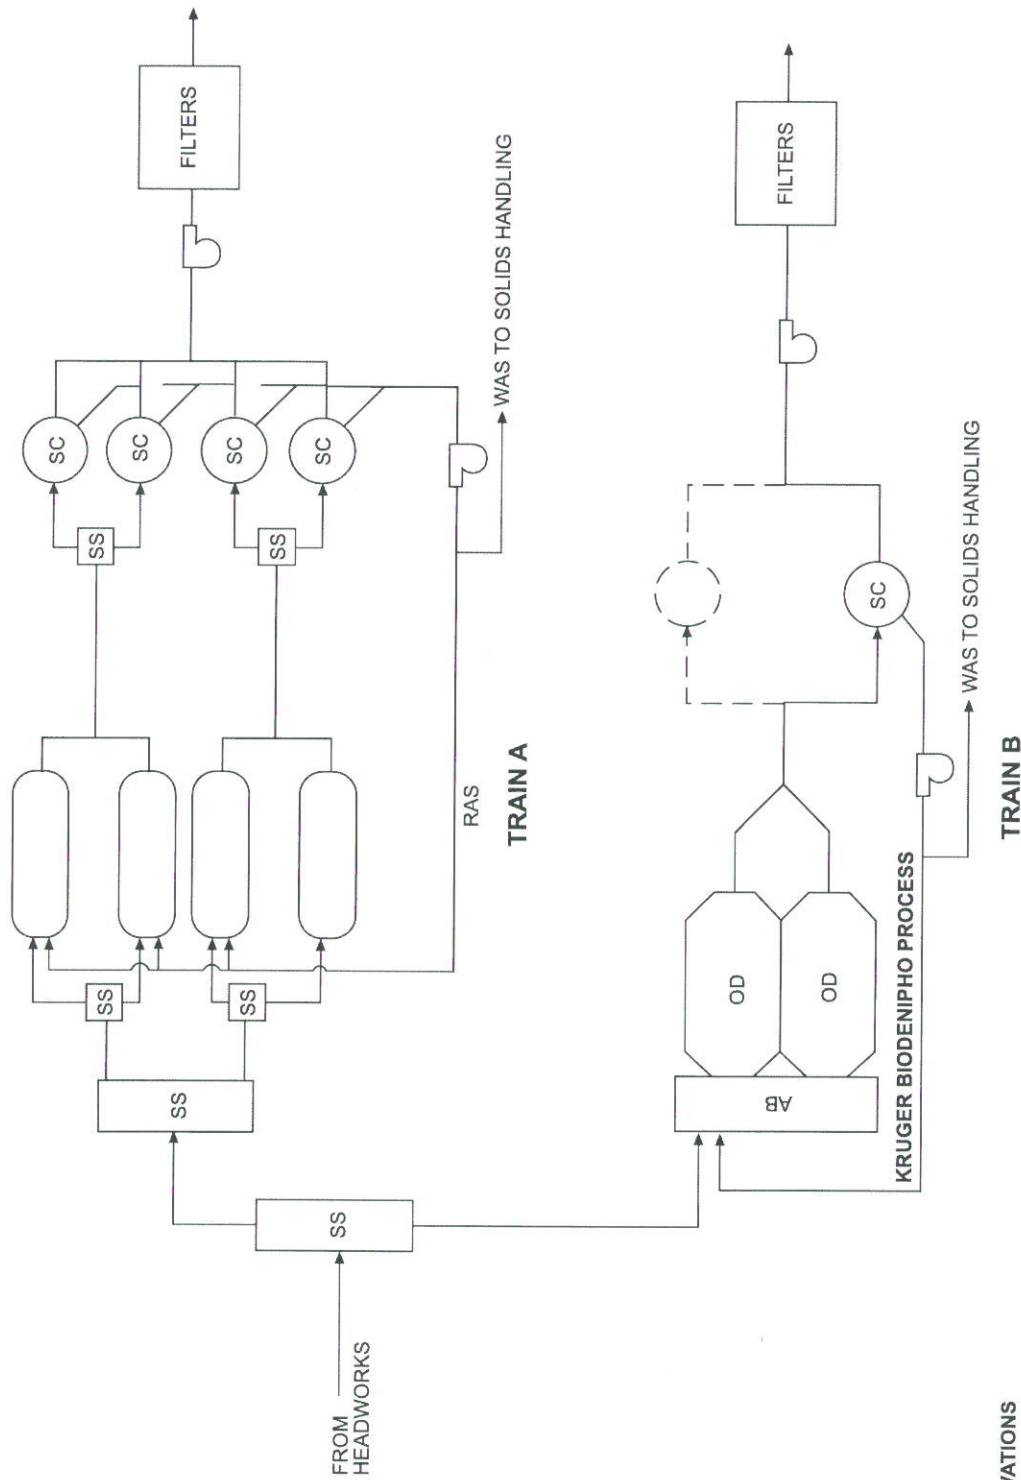 FROM
HEADWORKS
SS
SS
SS
SS
SS
SS
SC
SC
SC
SC
FILTERS
RAS
WAS TO SOLIDS HANDLING
TRAIN A
AB
OD
OD
SC
FILTERS
KRUGER BIODENIPHO PROCESS
WAS TO SOLIDS HANDLING
TRAIN B
VATIONS